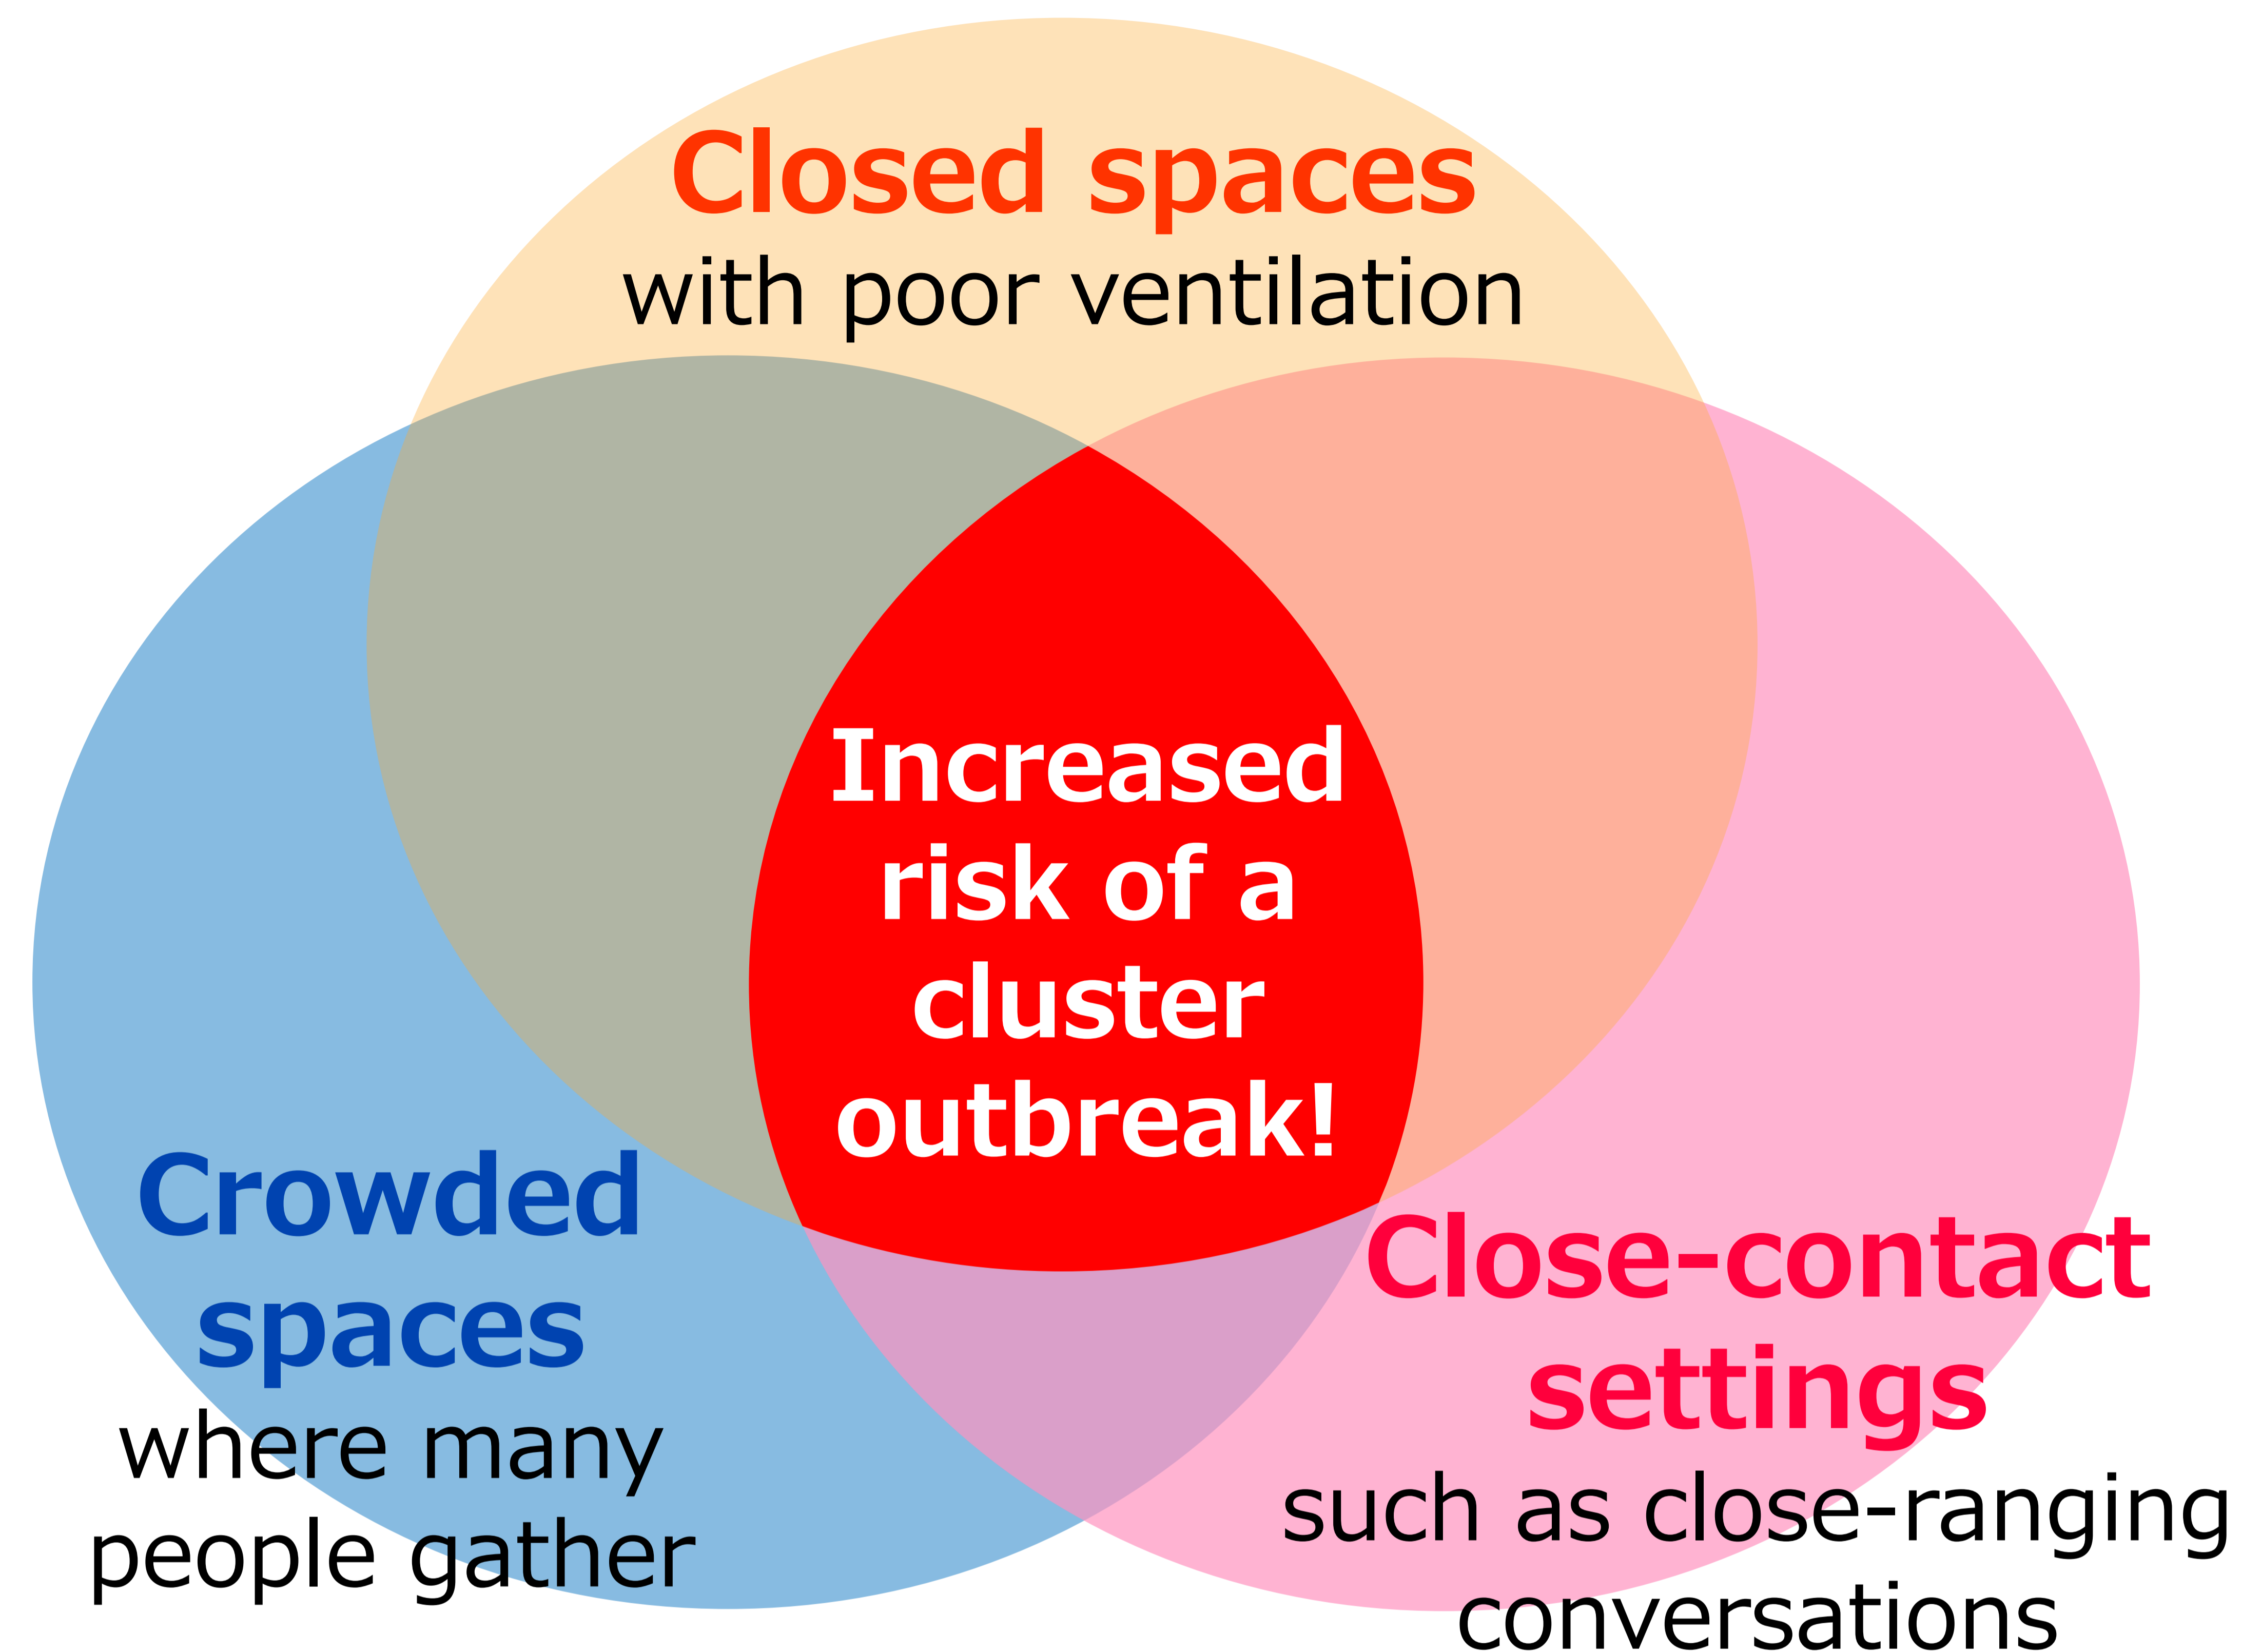 Closed spaces
with poor ventilation
Increased
risk of a
cluster
outbreak!
Crowded
spaces
where many
people gather
Close-contact
settings
such as close-ranging
conversations